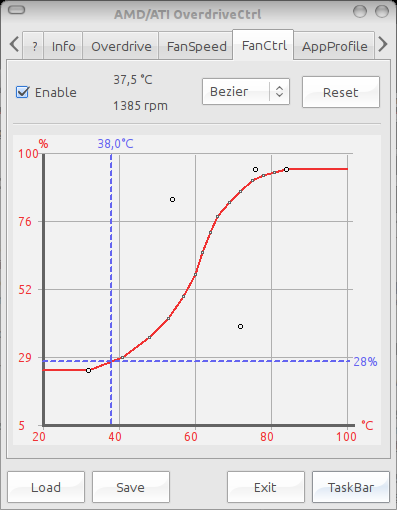 AMD/ATI OverdriveCtrl
? Info Overdrive FanSpeed FanCtrl AppProfile
Enable 37,5 °C Bezier Reset
1385 rpm
% 38,0°C
100
76
52
29 28%
5 °C
20 40 60 80 100
Load Save Exit TaskBar